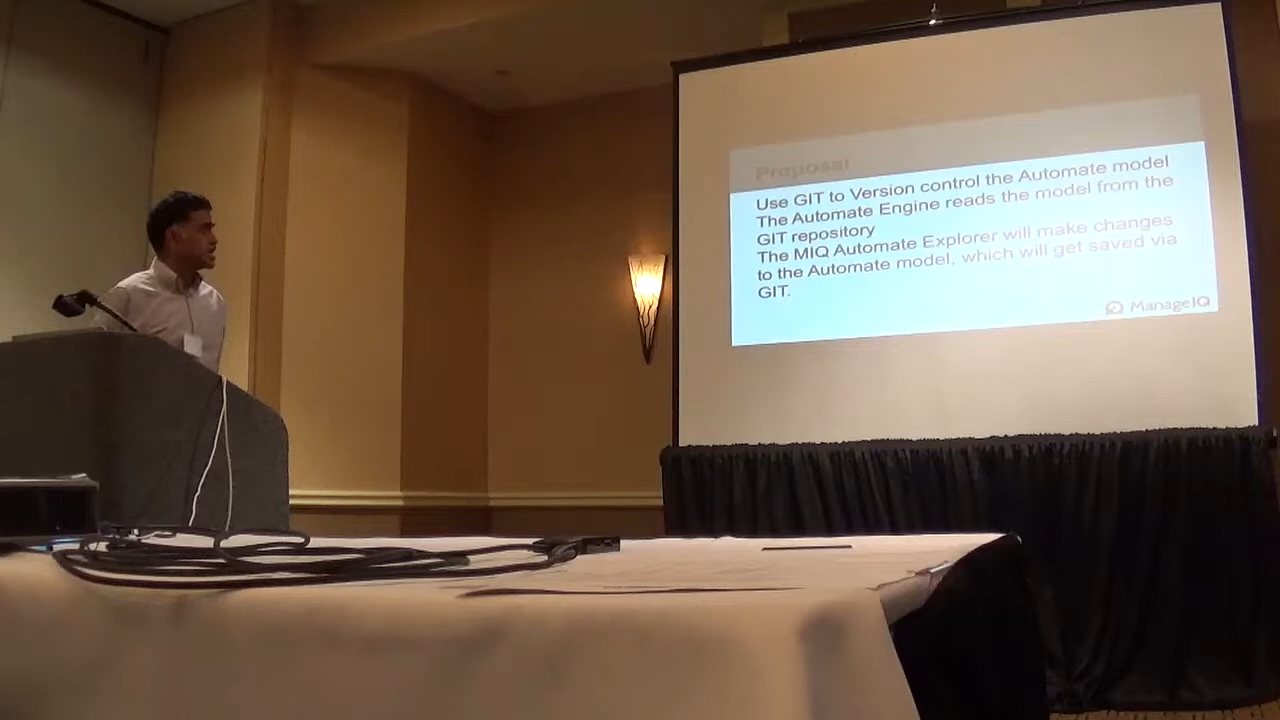 Proposal
Use GIT to Version control the Automate model
The Automate Engine reads the model from the
GIT repository
The MIQ Automate Explorer will make changes
to the Automate model, which will get saved via
GIT.
ManageIQ